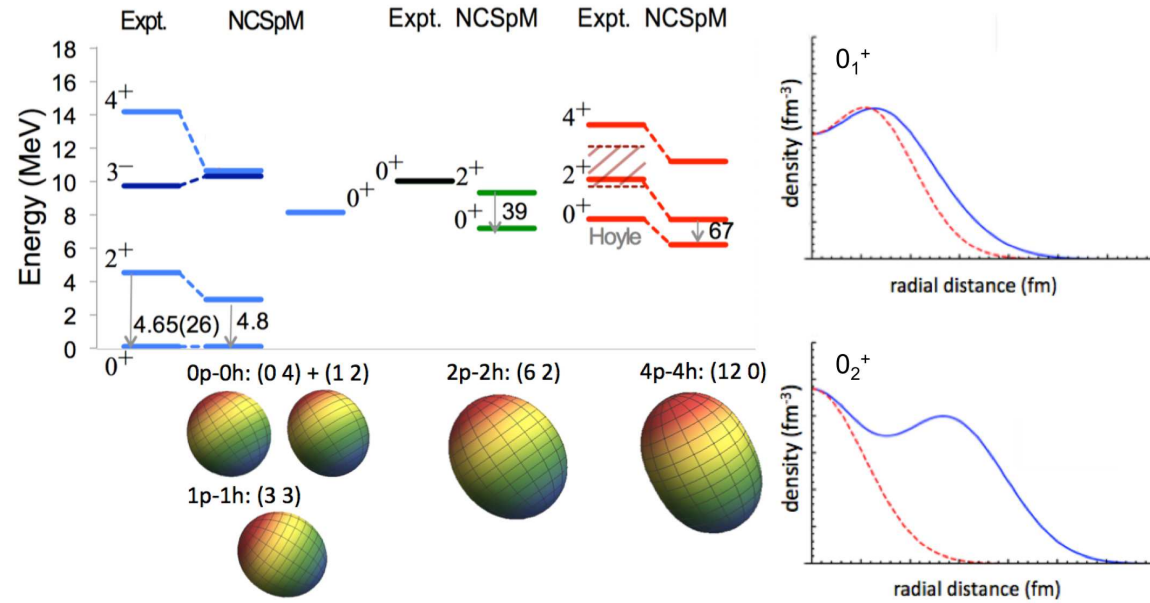 Expt. NCSpM Expt. NCSpM Expt. NCSpM
Energy (MeV)
18
16
14
12
10
8
6
4
2
0
4⁺
3⁻
2⁺
0⁺
4.65(26)
4.8
0⁺
0⁺
2⁺
0⁺
39
4⁺
2⁺
0⁺
Hoyle
67
0p-0h: (0 4) + (1 2)
2p-2h: (6 2)
4p-4h: (12 0)
1p-1h: (3 3)
0₁⁺
density (fm⁻³)
radial distance (fm)
0₂⁺
density (fm⁻³)
radial distance (fm)